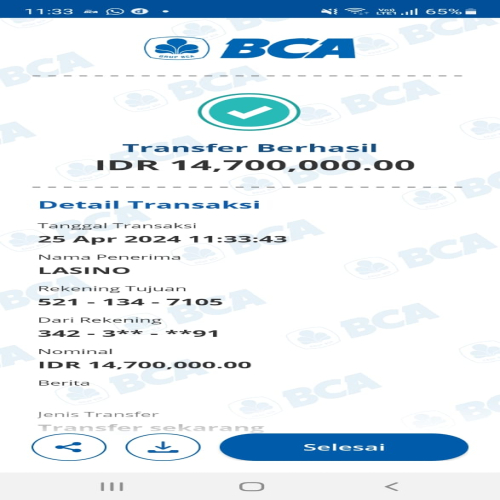 11:33
Vo)) LTE1 65%
BCA
Transfer Berhasil
IDR 14,700,000.00
Detail Transaksi
Tanggal Transaksi
25 Apr 2024 11:33:43
Nama Penerima
LASINO
Rekening Tujuan
521 - 134 - 7105
Dari Rekening
342 - 3** - **91
Nominal
IDR 14,700,000.00
Berita
Jenis Transfer
Transfer sekarang
Selesai